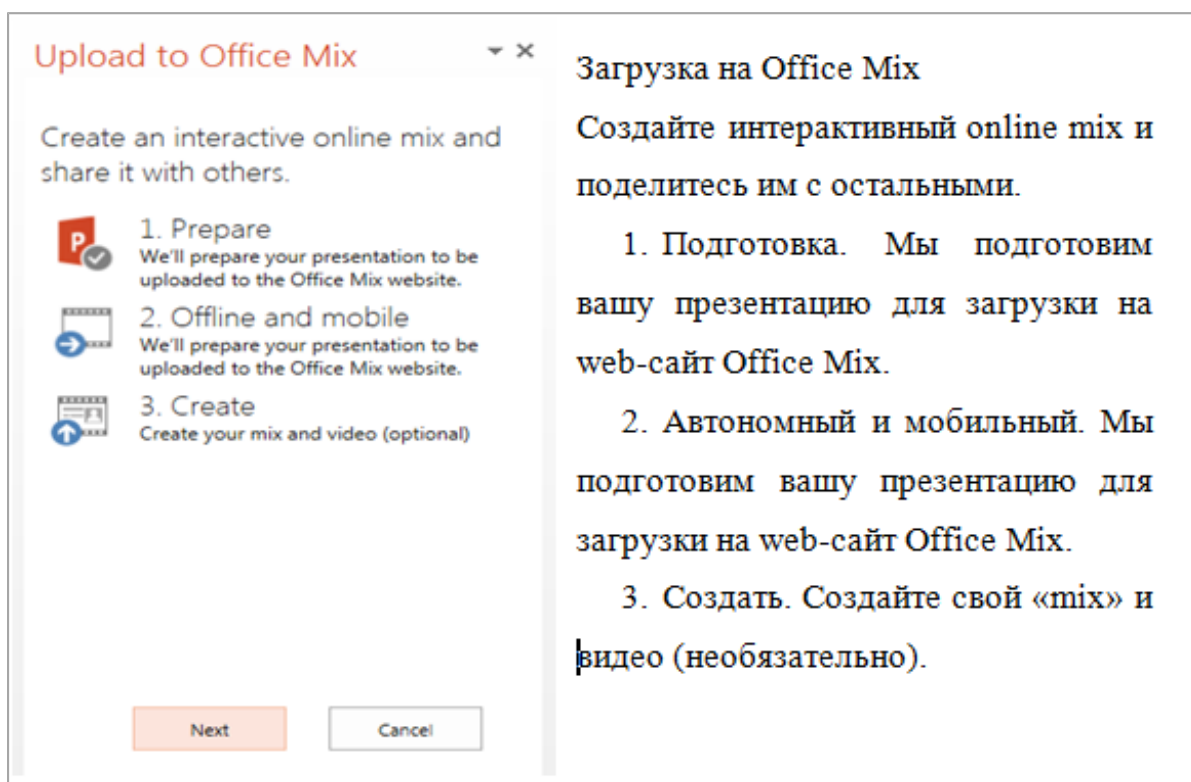 Upload to Office Mix
Create an interactive online mix and
share it with others.
1. Prepare
We'll prepare your presentation to be
uploaded to the Office Mix website.
2. Offline and mobile
We'll prepare your presentation to be
uploaded to the Office Mix website.
3. Create
Create your mix and video (optional)
Next
Cancel
Загрузка на Office Mix
Создайте интерактивный online mix и
поделитесь им с остальными.
1. Подготовка. Мы подготовим
вашу презентацию для загрузки на
web-сайт Office Mix.
2. Автономный и мобильный. Мы
подготовим вашу презентацию для
загрузки на web-сайт Office Mix.
3. Создать. Создайте свой «mix» и
видео (необязательно).